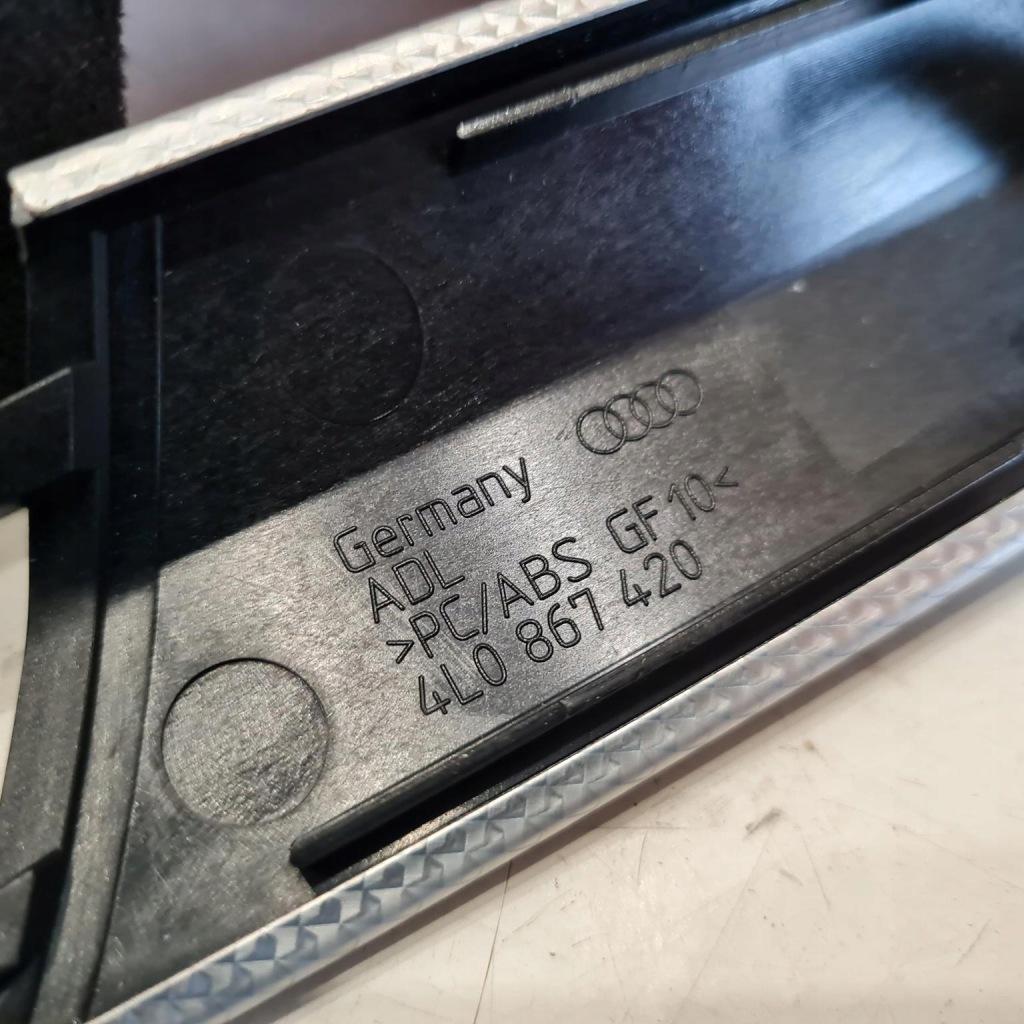 Germany
ADL
>PC/ABS GF10<
4L0 867 420